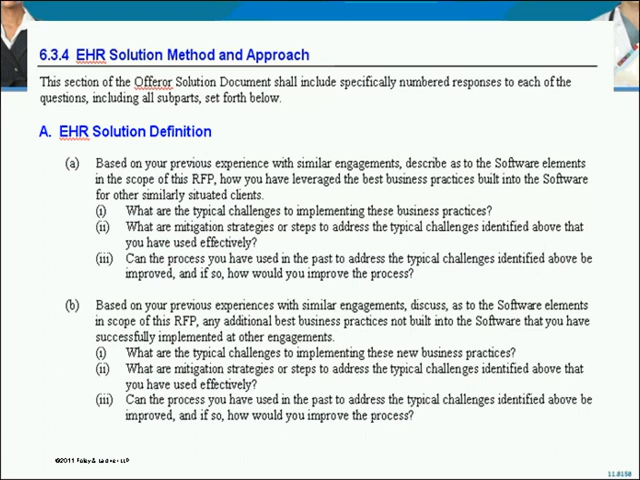 6.3.4 EHR Solution Method and Approach
This section of the Offeror Solution Document shall include specifically numbered responses to each of the
questions, including all subparts, set forth below.
A. EHR Solution Definition
(a) Based on your previous experience with similar engagements, describe as to the Software elements
in the scope of this RFP, how you have leveraged the best business practices built into the Software
for other similarly situated clients.
(i) What are the typical challenges to implementing these business practices?
(ii) What are mitigation strategies or steps to address the typical challenges identified above that
you have used effectively?
(iii) Can the process you have used in the past to address the typical challenges identified above be
improved, and if so, how would you improve the process?
(b) Based on your previous experiences with similar engagements, discuss, as to the Software elements
in scope of this RFP, any additional best business practices not built into the Software that you have
successfully implemented at other engagements.
(i) What are the typical challenges to implementing these new business practices?
(ii) What are mitigation strategies or steps to address the typical challenges identified above that
you have used effectively?
(iii) Can the process you have used in the past to address the typical challenges identified above be
improved, and if so, how would you improve the process?
©2011 Foley & Lardner LLP
11.8150